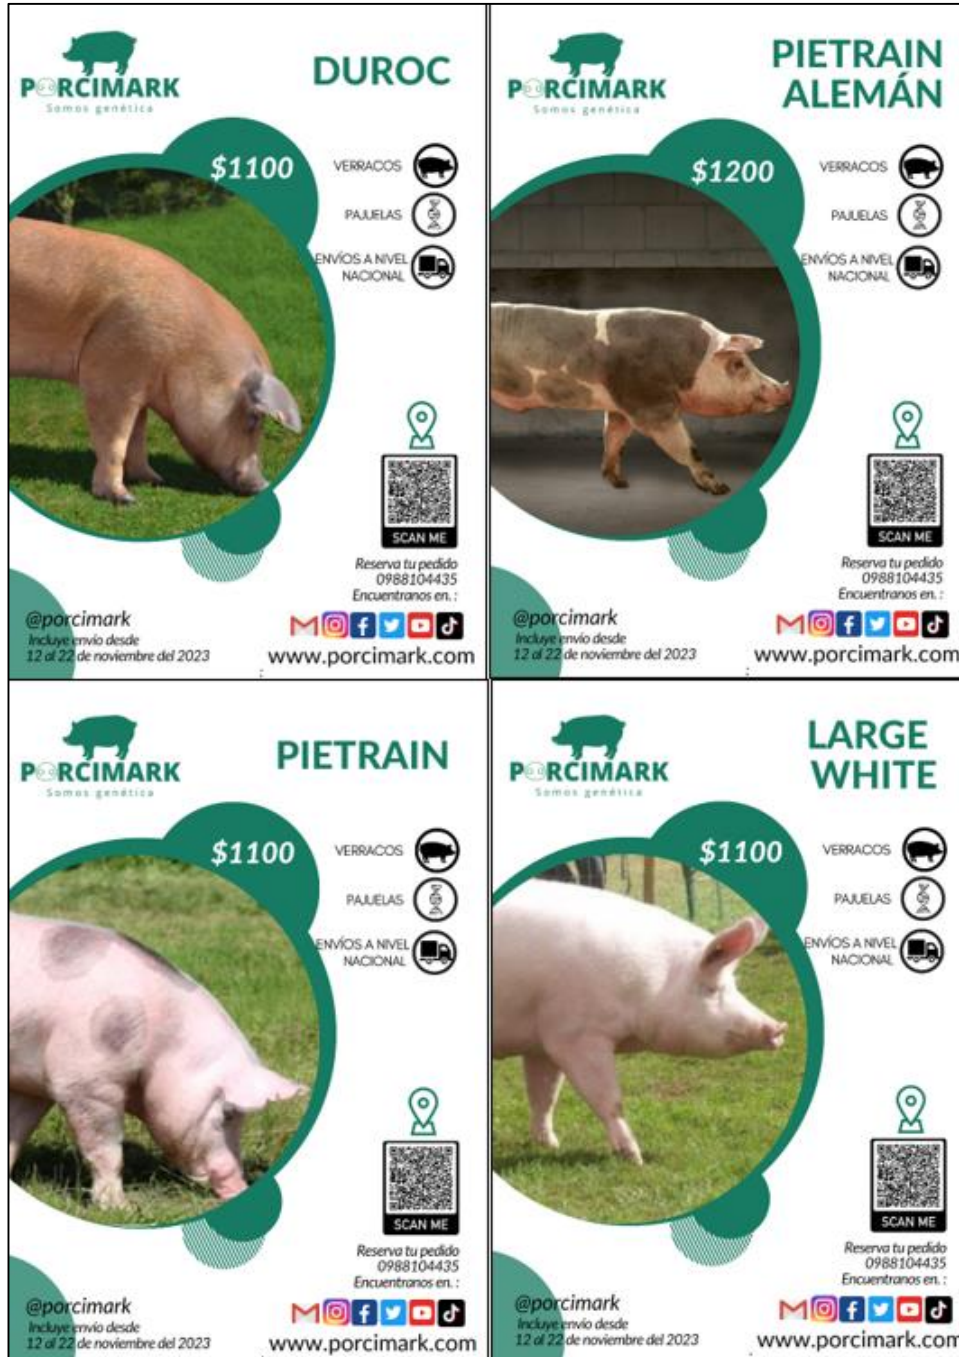 PORCIMARK
Somos genética
DUROC
$1100
VERRACOS
PAJUELAS
ENVÍOS A NIVEL
NACIONAL
SCAN ME
Reserva tu pedido
0988104435
Encuentranos en. :
@porcimark
Incluye envío desde
12 al 22 de noviembre del 2023
www.porcimark.com
PORCIMARK
Somos genética
PIETRAIN
ALEMÁN
$1200
VERRACOS
PAJUELAS
ENVÍOS A NIVEL
NACIONAL
SCAN ME
Reserva tu pedido
0988104435
Encuentranos en. :
@porcimark
Incluye envío desde
12 al 22 de noviembre del 2023
www.porcimark.com
PORCIMARK
Somos genética
PIETRAIN
$1100
VERRACOS
PAJUELAS
ENVÍOS A NIVEL
NACIONAL
SCAN ME
Reserva tu pedido
0988104435
Encuentranos en. :
@porcimark
Incluye envío desde
12 al 22 de noviembre del 2023
www.porcimark.com
PORCIMARK
Somos genética
LARGE
WHITE
$1100
VERRACOS
PAJUELAS
ENVÍOS A NIVEL
NACIONAL
SCAN ME
Reserva tu pedido
0988104435
Encuentranos en. :
@porcimark
Incluye envío desde
12 al 22 de noviembre del 2023
www.porcimark.com